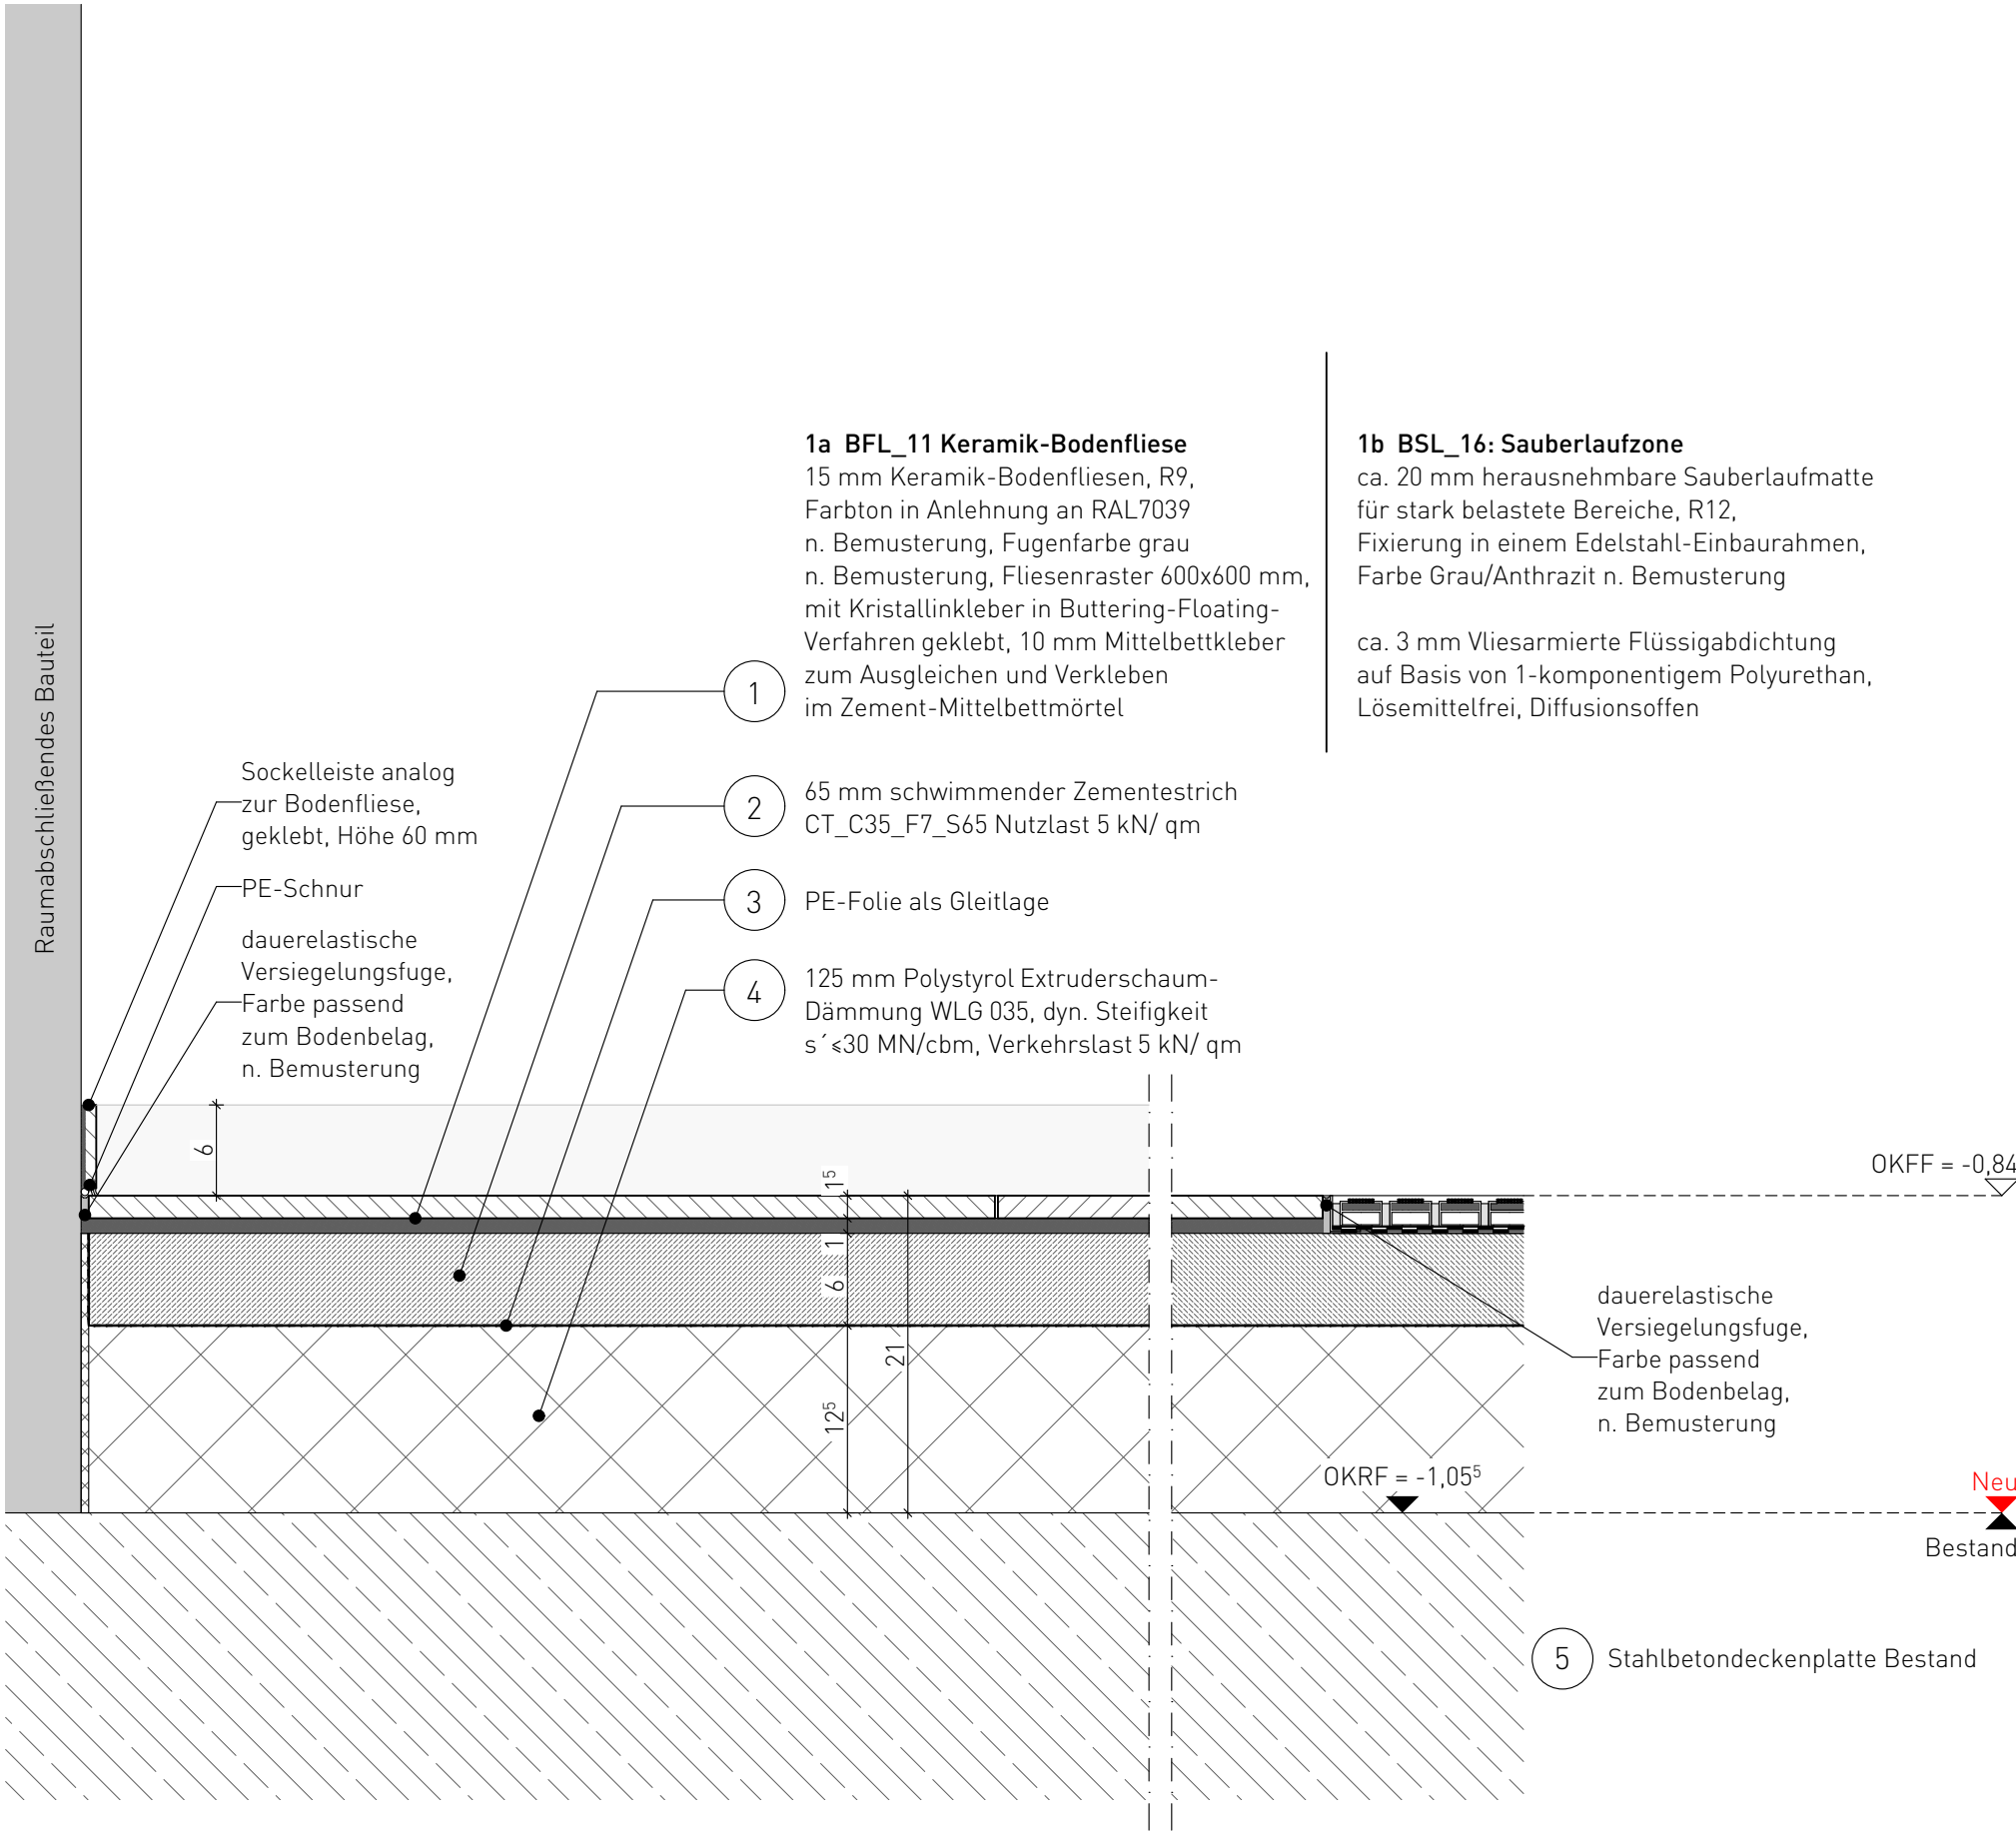 Raumabschließendes Bauteil
1a BFL_11 Keramik-Bodenfliese
15 mm Keramik-Bodenfliesen, R9,
Farbton in Anlehnung an RAL7039
n. Bemusterung, Fugenfarbe grau
n. Bemusterung, Fliesenraster 600x600 mm,
mit Kristallinkleber in Buttering-Floating-
Verfahren geklebt, 10 mm Mittelbettkleber
zum Ausgleichen und Verkleben
im Zement-Mittelbettmörtel
1b BSL_16: Sauberlaufzone
ca. 20 mm herausnehmbare Sauberlaufmatte
für stark belastete Bereiche, R12,
Fixierung in einem Edelstahl-Einbaurahmen,
Farbe Grau/Anthrazit n. Bemusterung
ca. 3 mm Vliesarmierte Flüssigabdichtung
auf Basis von 1-komponentigem Polyurethan,
Lösemittelfrei, Diffusionsoffen
1
2
65 mm schwimmender Zementestrich
CT_C35_F7_S65 Nutzlast 5 kN/ qm
3
PE-Folie als Gleitlage
4
125 mm Polystyrol Extruderschaum-
Dämmung WLG 035, dyn. Steifigkeit
s´≤30 MN/cbm, Verkehrslast 5 kN/ qm
Sockelleiste analog
zur Bodenfliese,
geklebt, Höhe 60 mm
PE-Schnur
dauerelastische
Versiegelungsfuge,
Farbe passend
zum Bodenbelag,
n. Bemusterung
6
1⁵
1
6
21
12⁵
OKFF = -0,84
dauerelastische
Versiegelungsfuge,
Farbe passend
zum Bodenbelag,
n. Bemusterung
OKRF = -1,05⁵
Neu
Bestand
5
Stahlbetondeckenplatte Bestand